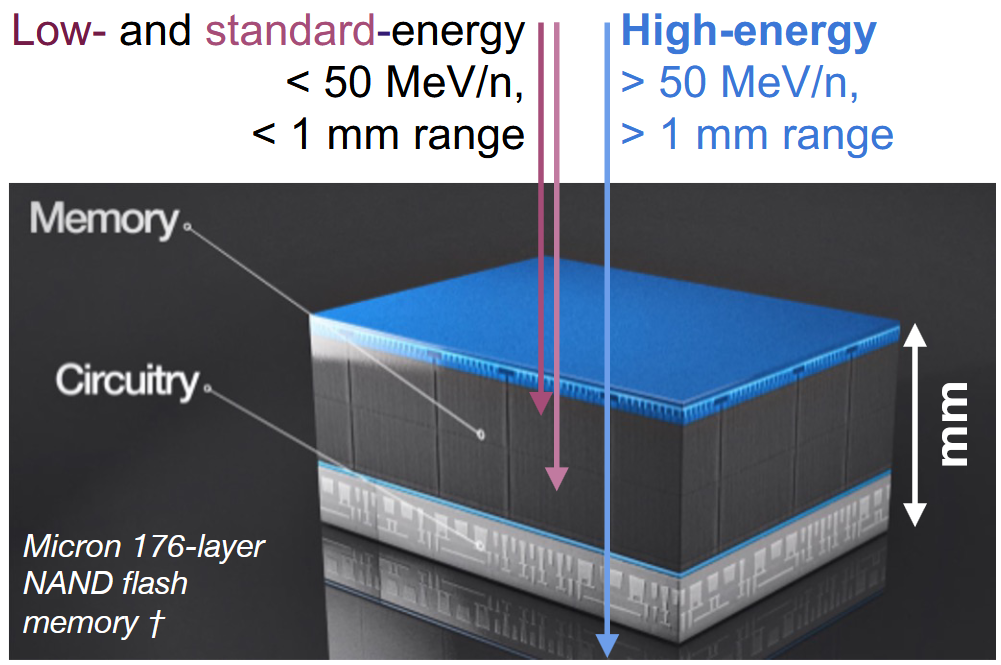 Low- and standard-energy
< 50 MeV/n,
< 1 mm range
High-energy
> 50 MeV/n,
> 1 mm range
Memory
Circuitry
mm
Micron 176-layer
NAND flash
memory †